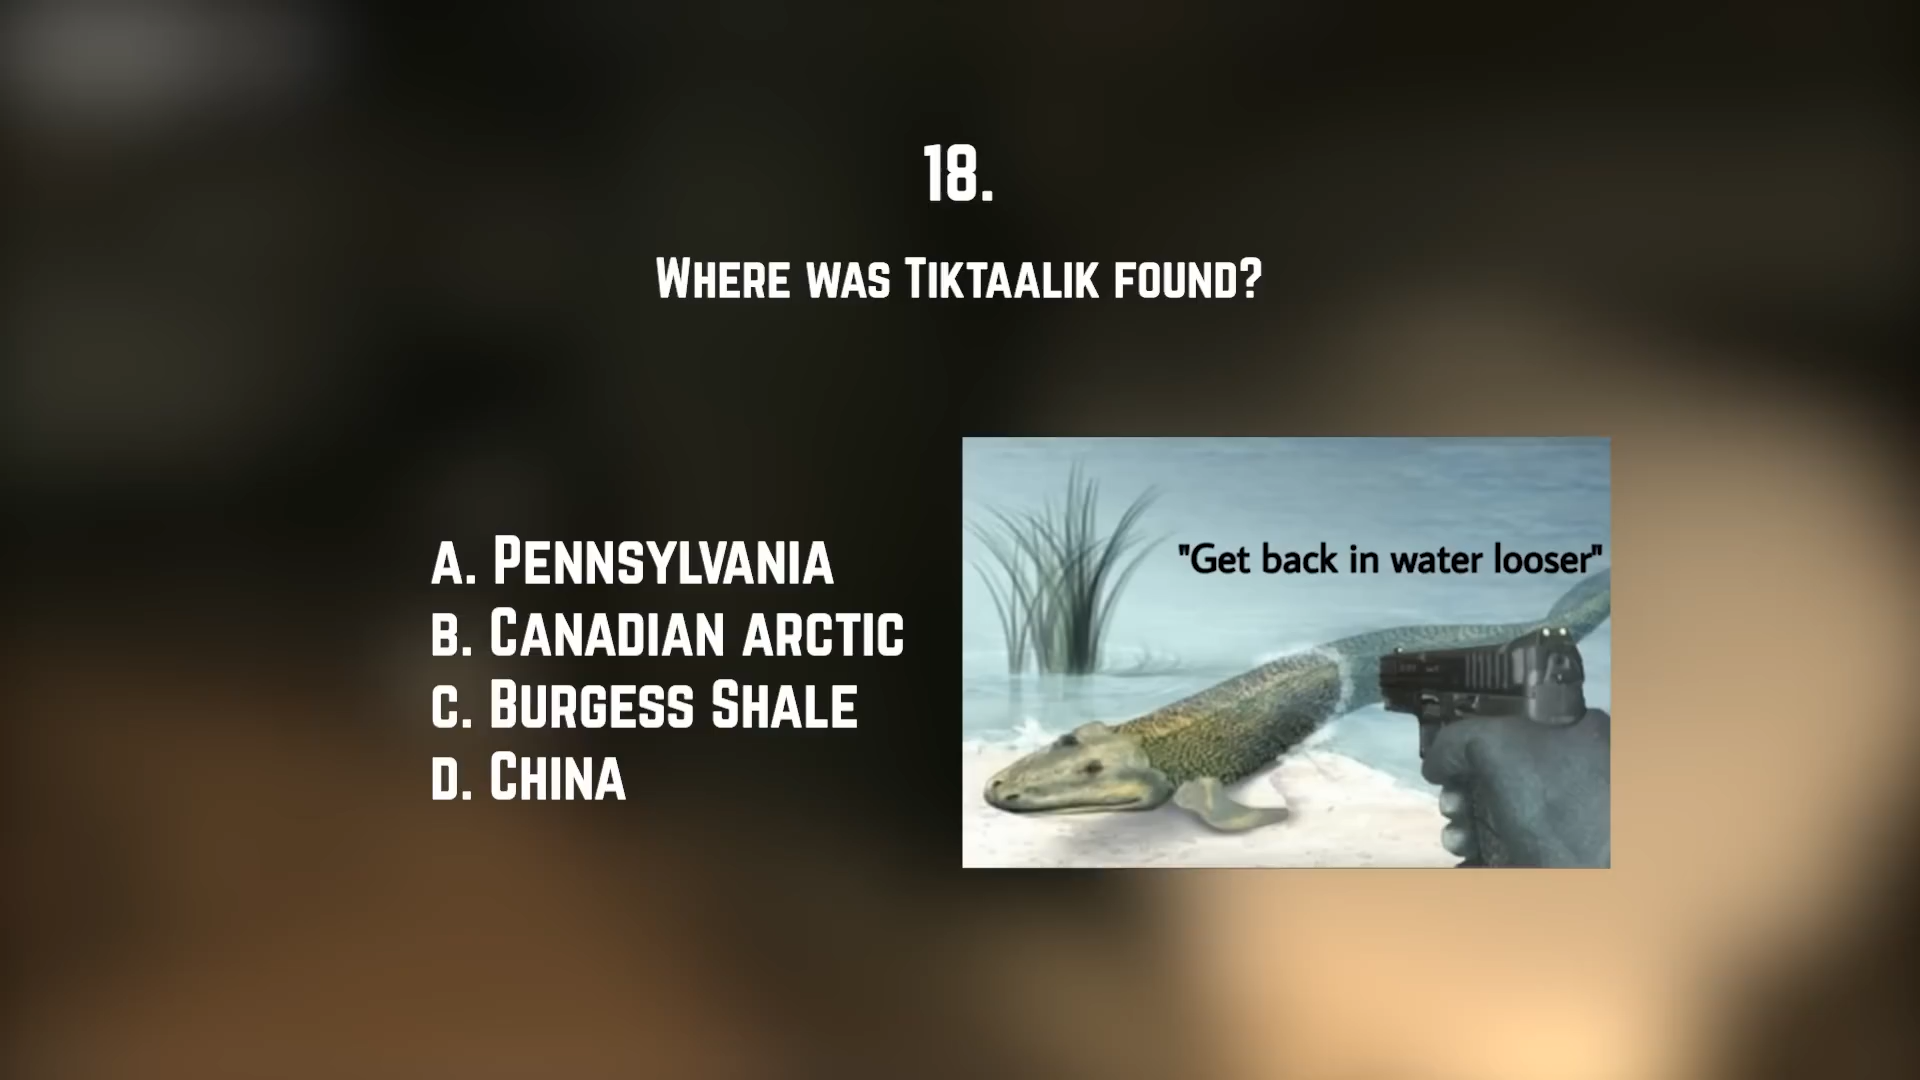 18.
Where was Tiktaalik found?
A. Pennsylvania
B. Canadian arctic
C. Burgess Shale
D. China
"Get back in water looser"